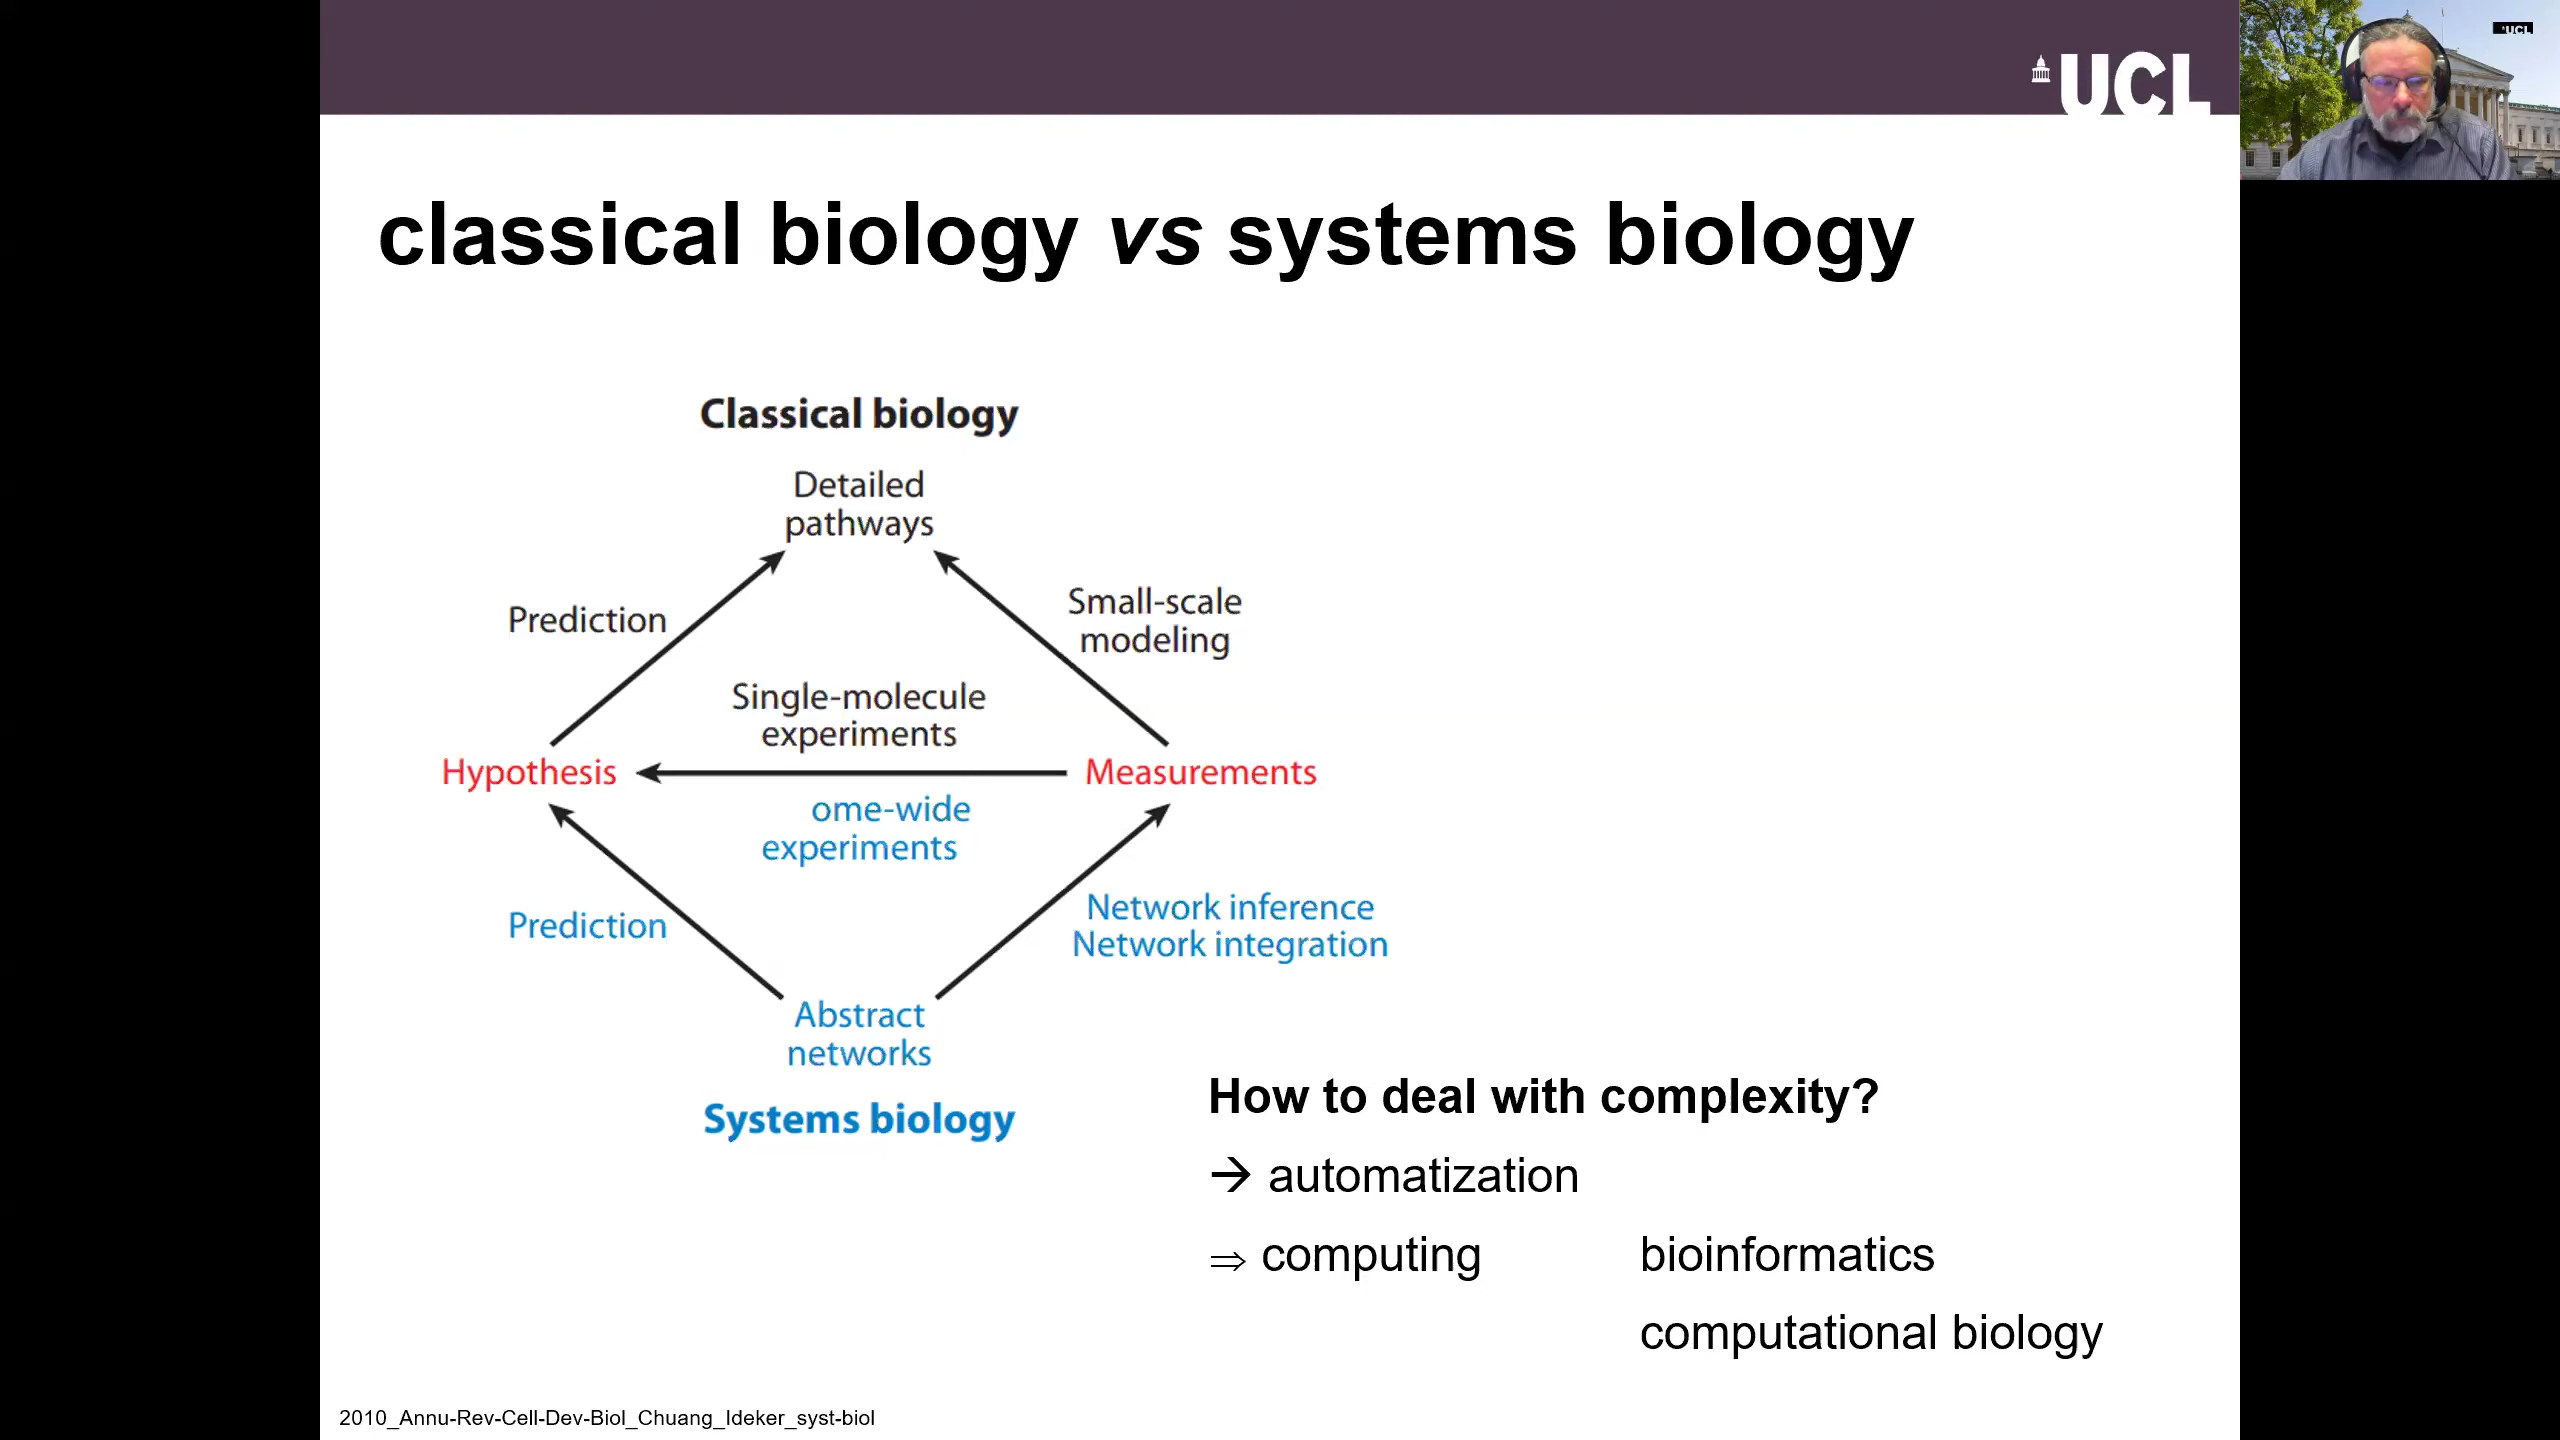 UCL
UCL
classical biology vs systems biology
Classical biology
Detailed
pathways
Prediction
Small-scale
modeling
Single-molecule
experiments
Hypothesis
Measurements
ome-wide
experiments
Prediction
Network inference
Network integration
Abstract
networks
Systems biology
How to deal with complexity?
→ automatization
⇒ computing
bioinformatics
computational biology
2010_Annu-Rev-Cell-Dev-Biol_Chuang_Ideker_syst-biol